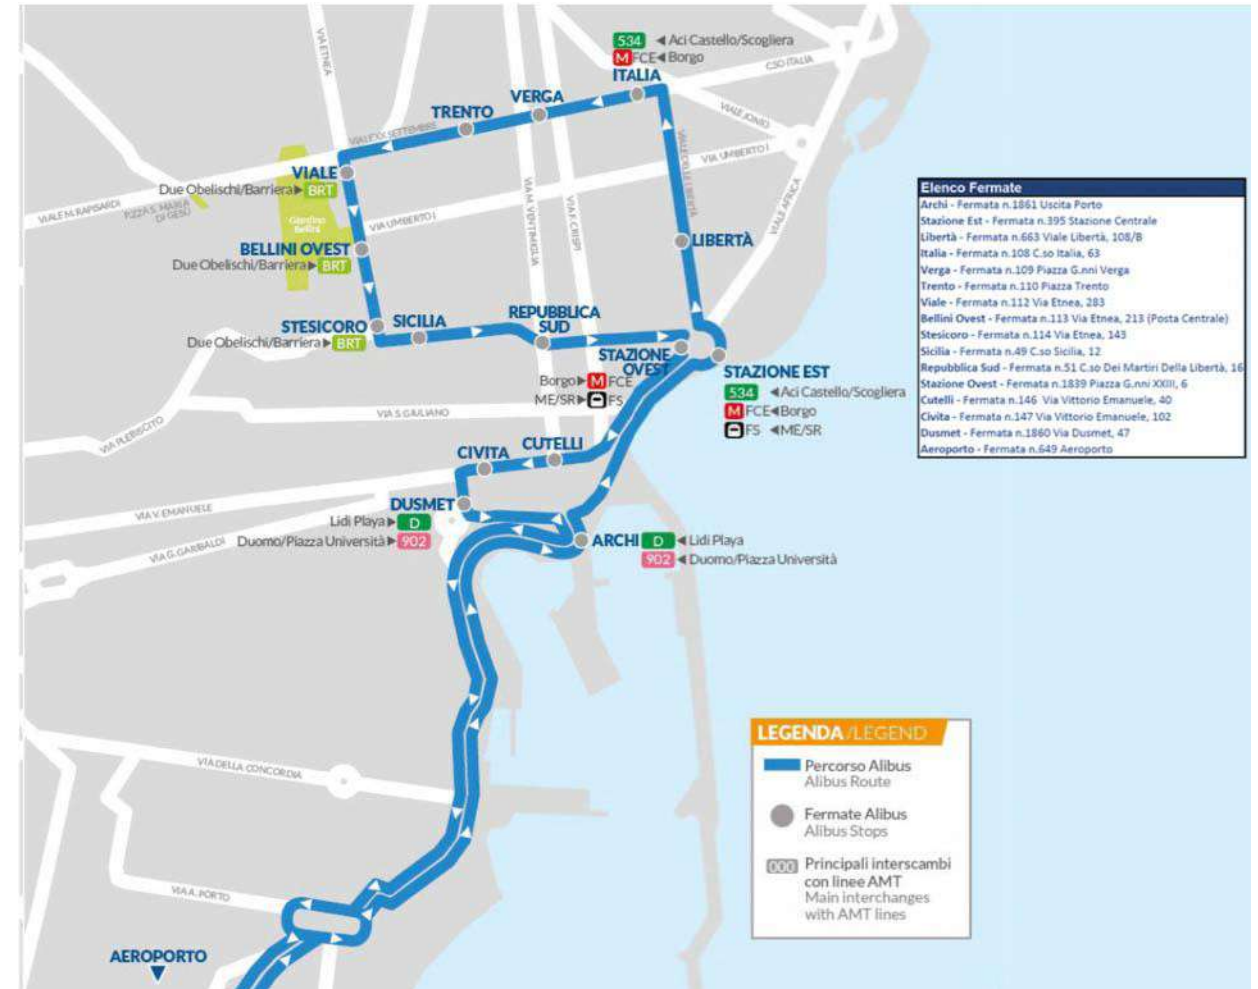 534 ◄ Aci Castello/Scogliera
M FCE◄ Borgo
ITALIA
C.SO ITALIA
VIA ETNEA
VERGA
TRENTO
VIALE XX SETTEMBRE
VIALE JONIO
VIA UMBERTO I
VIALE DELLE LIBERTÀ
VIALE AFRICA
VIALE
Due Obelischi/Barriera► BRT
VIALE M. RAPISARDI
P.ZZA S. MARIA
DI GESÙ
Giardino
Bellini
VIA UMBERTO I
VIA M. VENTIMIGLIA
VIA F. CRISPI
BELLINI OVEST
Due Obelischi/Barriera► BRT
LIBERTÀ
STESICORO
SICILIA
REPUBBLICA
SUD
Due Obelischi/Barriera► BRT
STAZIONE
OVEST
Borgo► M FCE
ME/SR► FS
STAZIONE EST
534 ◄Aci Castello/Scogliera
M FCE◄Borgo
FS ◄ME/SR
VIA S. GIULIANO
VIA PLEBISCITO
CUTELLI
CIVITA
DUSMET
Lidi Playa► D
Duomo/Piazza Università► 902
VIA V. EMANUELE
VIA G. GARIBALDI
ARCHI D ◄Lidi Playa
902 ◄Duomo/Piazza Università
VIA DELLA CONCORDIA
VIA A. PORTO
AEROPORTO
Elenco Fermate
Archi - Fermata n.1861 Uscita Porto
Stazione Est - Fermata n.395 Stazione Centrale
Libertà - Fermata n.663 Viale Libertà, 108/B
Italia - Fermata n.108 C.so Italia, 63
Verga - Fermata n.109 Piazza G.nni Verga
Trento - Fermata n.110 Piazza Trento
Viale - Fermata n.112 Via Etnea, 283
Bellini Ovest - Fermata n.113 Via Etnea, 213 (Posta Centrale)
Stesicoro - Fermata n.114 Via Etnea, 143
Sicilia - Fermata n.49 C.so Sicilia, 12
Repubblica Sud - Fermata n.51 C.so Dei Martiri Della Libertà, 16
Stazione Ovest - Fermata n.1839 Piazza G.nni XXIII, 6
Cutelli - Fermata n.146 Via Vittorio Emanuele, 40
Civita - Fermata n.147 Via Vittorio Emanuele, 102
Dusmet - Fermata n.1860 Via Dusmet, 47
Aeroporto - Fermata n.649 Aeroporto
LEGENDA/LEGEND
Percorso Alibus
Alibus Route
Fermate Alibus
Alibus Stops
000 Principali interscambi
con linee AMT
Main interchanges
with AMT lines